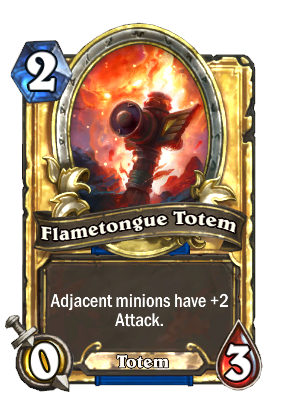 2
Flametongue Totem
Adjacent minions have +2
Attack.
0
Totem
3